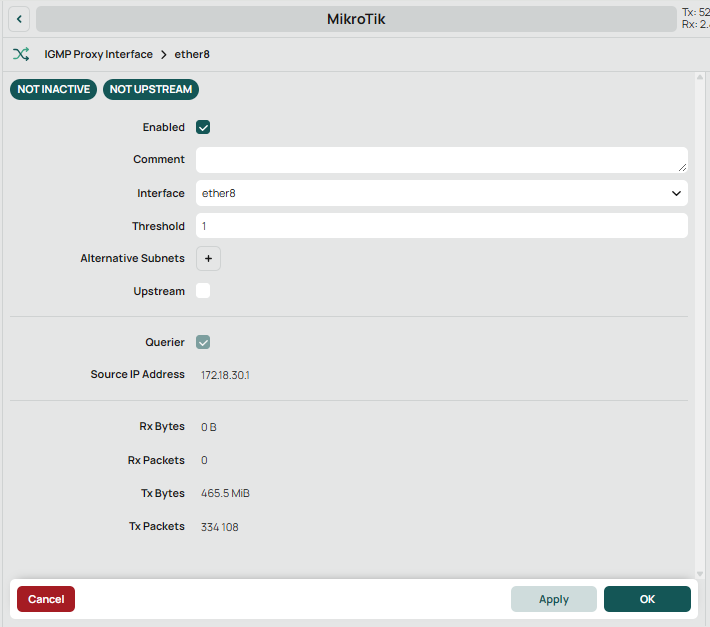 MikroTik
Tx: 52
Rx: 2.
IGMP Proxy Interface > ether8
NOT INACTIVE NOT UPSTREAM
Enabled
Comment
Interface ether8
Threshold 1
Alternative Subnets +
Upstream
Querier
Source IP Address 172.18.30.1
Rx Bytes 0 B
Rx Packets 0
Tx Bytes 465.5 MiB
Tx Packets 334 108
Cancel Apply OK